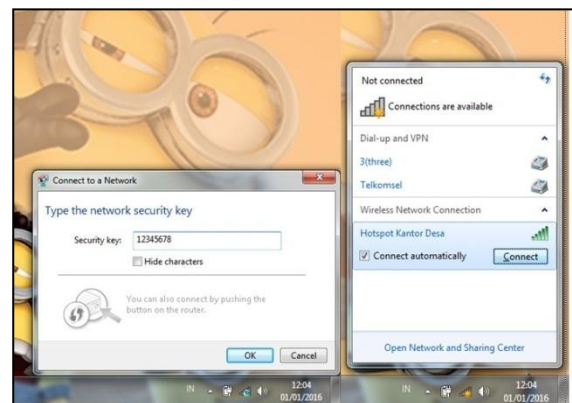 Connect to a Network
Type the network security key
Security key:
12345678
Hide characters
You can also connect by pushing the
button on the router.
OK
Cancel
IN
12:04
01/01/2016
Not connected
Connections are available
Dial-up and VPN
3(three)
Telkomsel
Wireless Network Connection
Hotspot Kantor Desa
Connect automatically
Connect
Open Network and Sharing Center
IN
12:04
01/01/2016